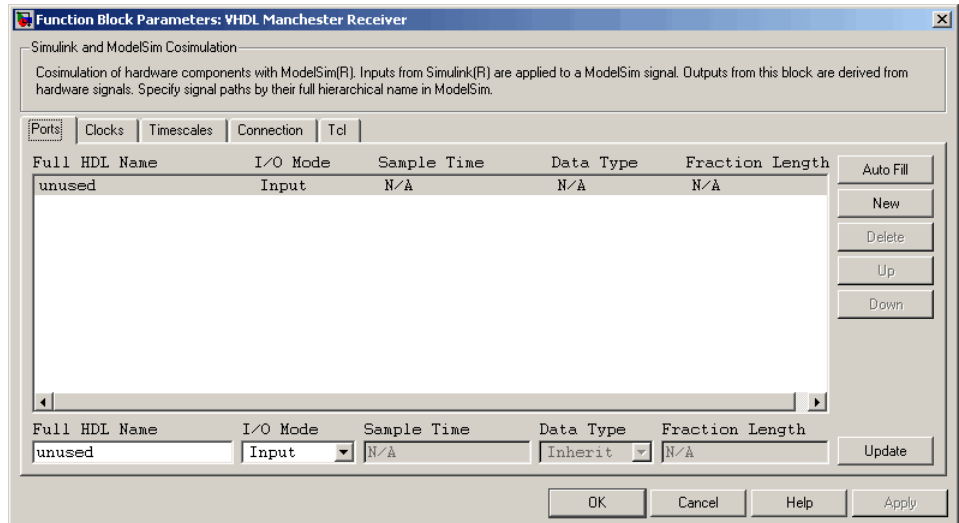 Function Block Parameters: VHDL Manchester Receiver
Simulink and ModelSim Cosimulation
Cosimulation of hardware components with ModelSim(R). Inputs from Simulink(R) are applied to a ModelSim signal. Outputs from this block are derived from
hardware signals. Specify signal paths by their full hierarchical name in ModelSim.
Ports Clocks Timescales Connection Tcl
Full HDL Name I/O Mode Sample Time Data Type Fraction Length
unused Input N/A N/A N/A
Auto Fill
New
Delete
Up
Down
Full HDL Name I/O Mode Sample Time Data Type Fraction Length
unused Input N/A Inherit N/A Update
OK Cancel Help Apply